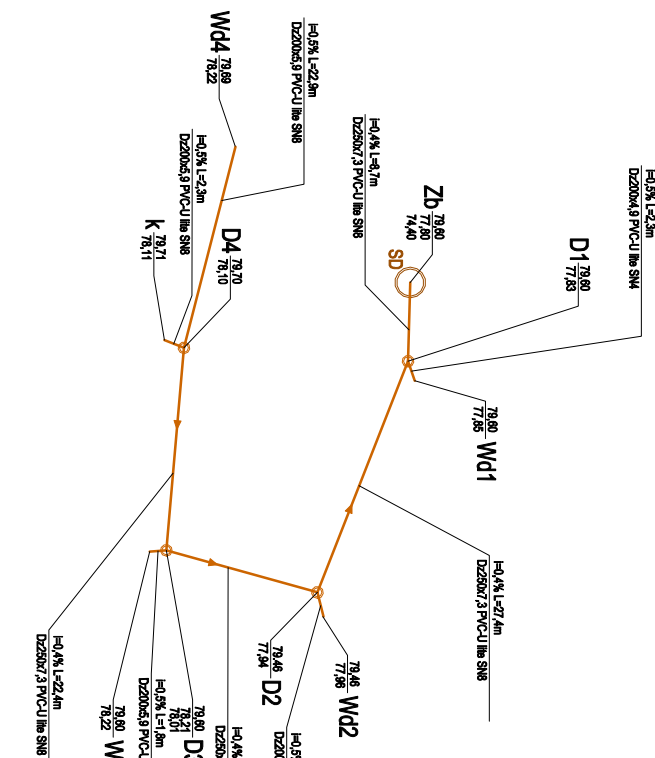 i=0,5% L=22,9m
Dz200x5,9 PVC-U lite SN8
Wd4
79,69
78,22
i=0,5% L=2,3m
Dz200x5,9 PVC-U lite SN8
k
79,71
78,11
D4
79,70
78,10
i=0,4% L=8,7m
Dz250x7,3 PVC-U lite SN8
Zb
79,60
77,80
74,40
SD
D1
79,60
77,83
i=0,5% L=2,3m
Dz200x4,9 PVC-U lite SN4
79,60
77,85
Wd1
i=0,4% L=27,4m
Dz250x7,3 PVC-U lite SN8
79,46
77,96
Wd2
79,46
77,94
D2
i=0,4% L=22,4m
Dz250x7,3 PVC-U lite SN8
79,60
78,22
W
i=0,5% L=1,8m
Dz200x5,9 PVC-U
79,60
78,21
78,01
i=0,4%